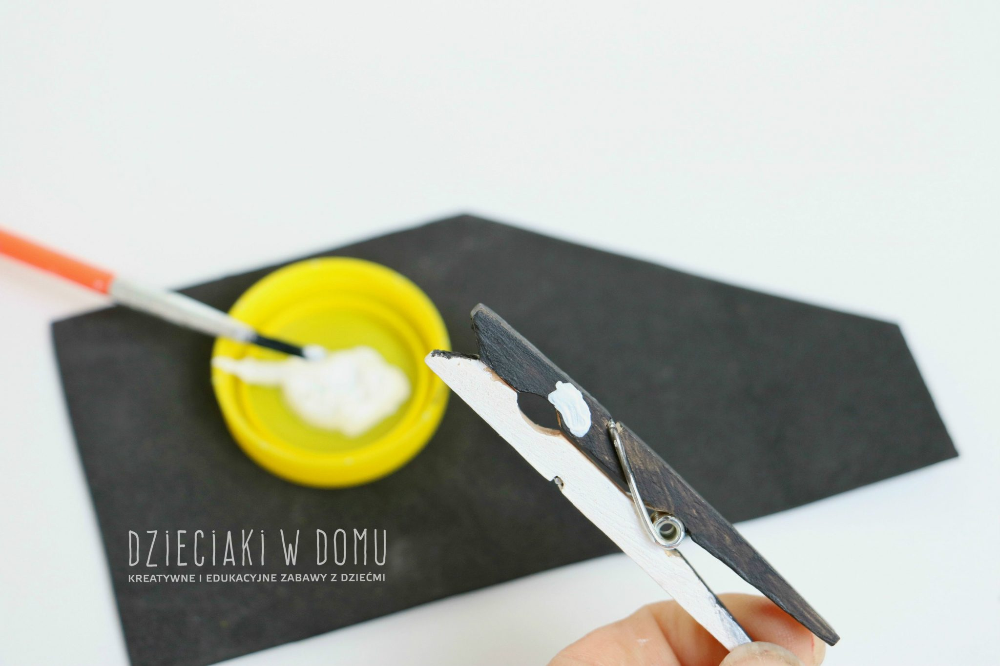 DZiECiAKi W DOMU
KREATYWNE I EDUKACYJNE ZABAWY Z DZIEĆMI